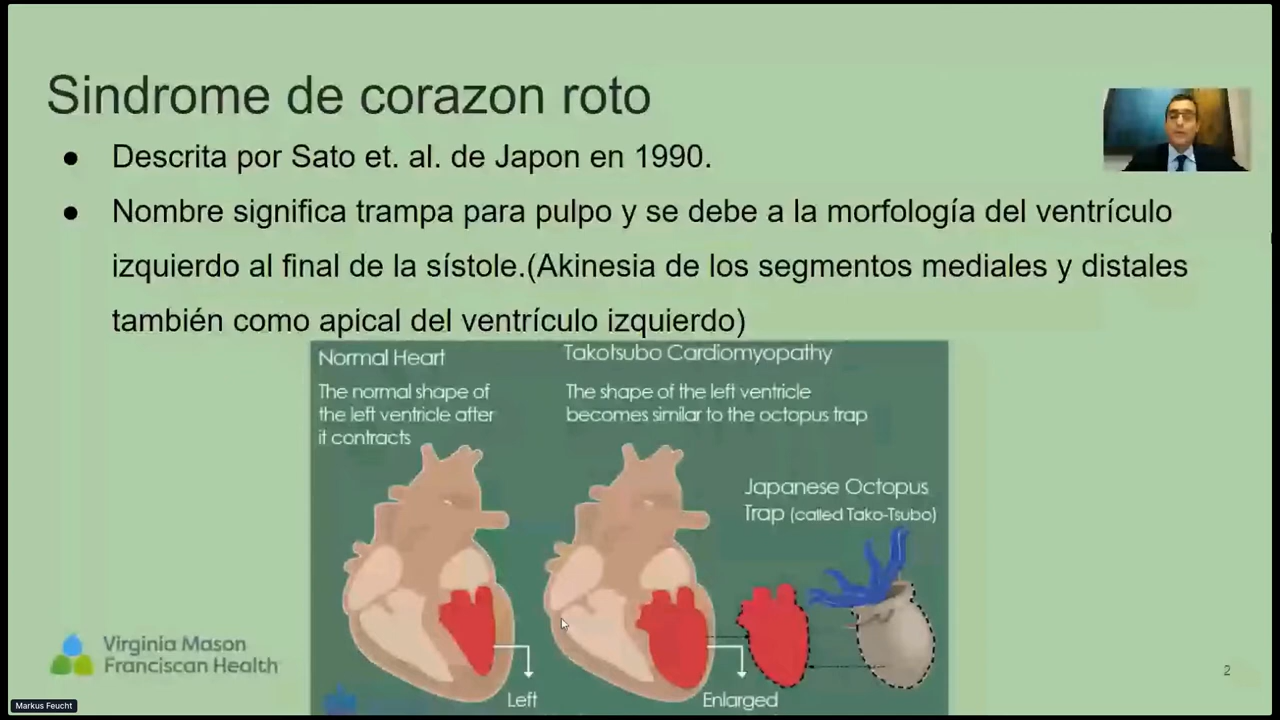 Sindrome de corazon roto
● Descrita por Sato et. al. de Japon en 1990.
● Nombre significa trampa para pulpo y se debe a la morfología del ventrículo
izquierdo al final de la sístole.(Akinesia de los segmentos mediales y distales
también como apical del ventrículo izquierdo)
Normal Heart
The normal shape of
the left ventricle after
it contracts
Takotsubo Cardiomyopathy
The shape of the left ventricle
becomes similar to the octopus trap
Japanese Octopus
Trap (called Tako-Tsubo)
Left
Enlarged
Virginia Mason
Franciscan Health
2
Markus Feucht